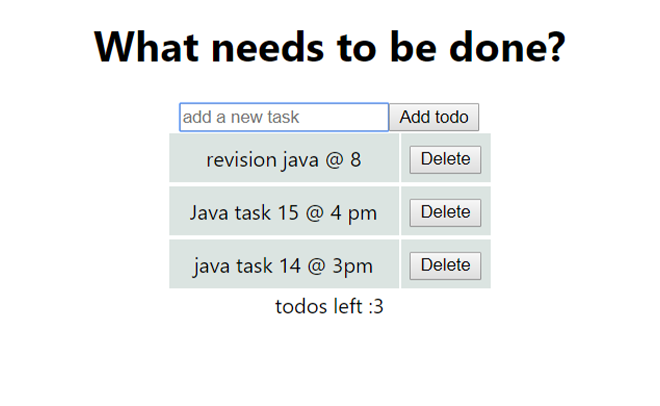 What needs to be done?
add a new task Add todo
revision java @ 8 Delete
Java task 15 @ 4 pm Delete
java task 14 @ 3pm Delete
todos left :3